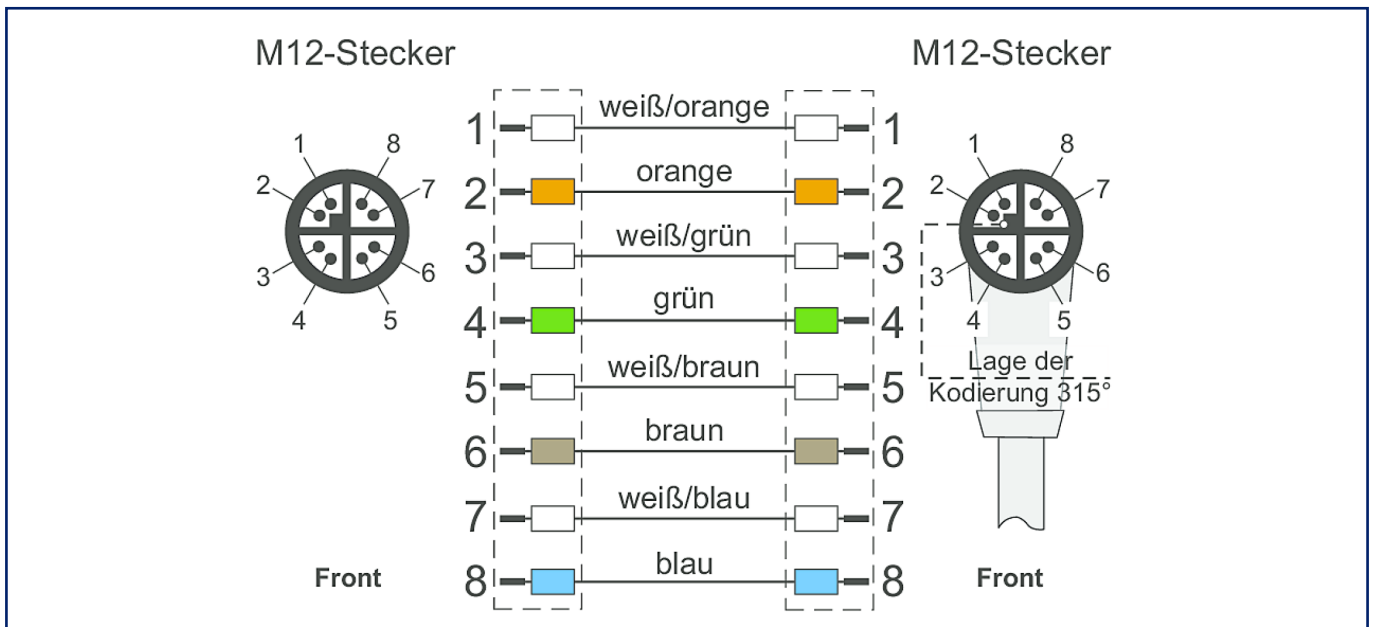 M12-Stecker
M12-Stecker
1 weiß/orange 1
2 orange 2
3 weiß/grün 3
4 grün 4
5 weiß/braun 5
6 braun 6
7 weiß/blau 7
8 blau 8
1 8
2 7
3 6
4 5
1 8
2 7
3 6
4 5
Lage der
Kodierung 315°
Front
Front